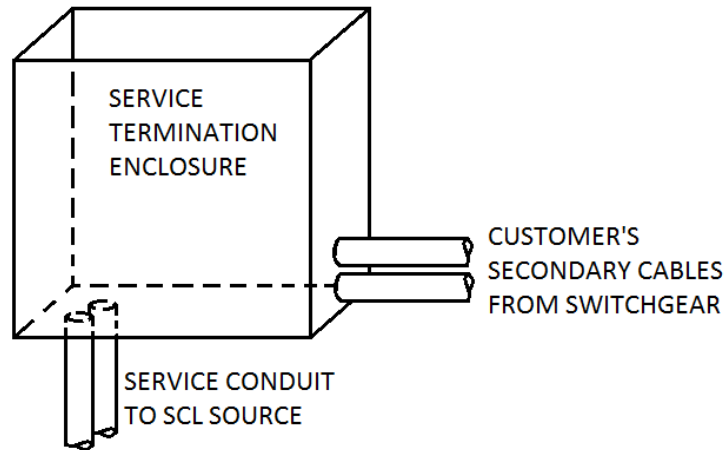 SERVICE
TERMINATION
ENCLOSURE
CUSTOMER'S
SECONDARY CABLES
FROM SWITCHGEAR
SERVICE CONDUIT
TO SCL SOURCE